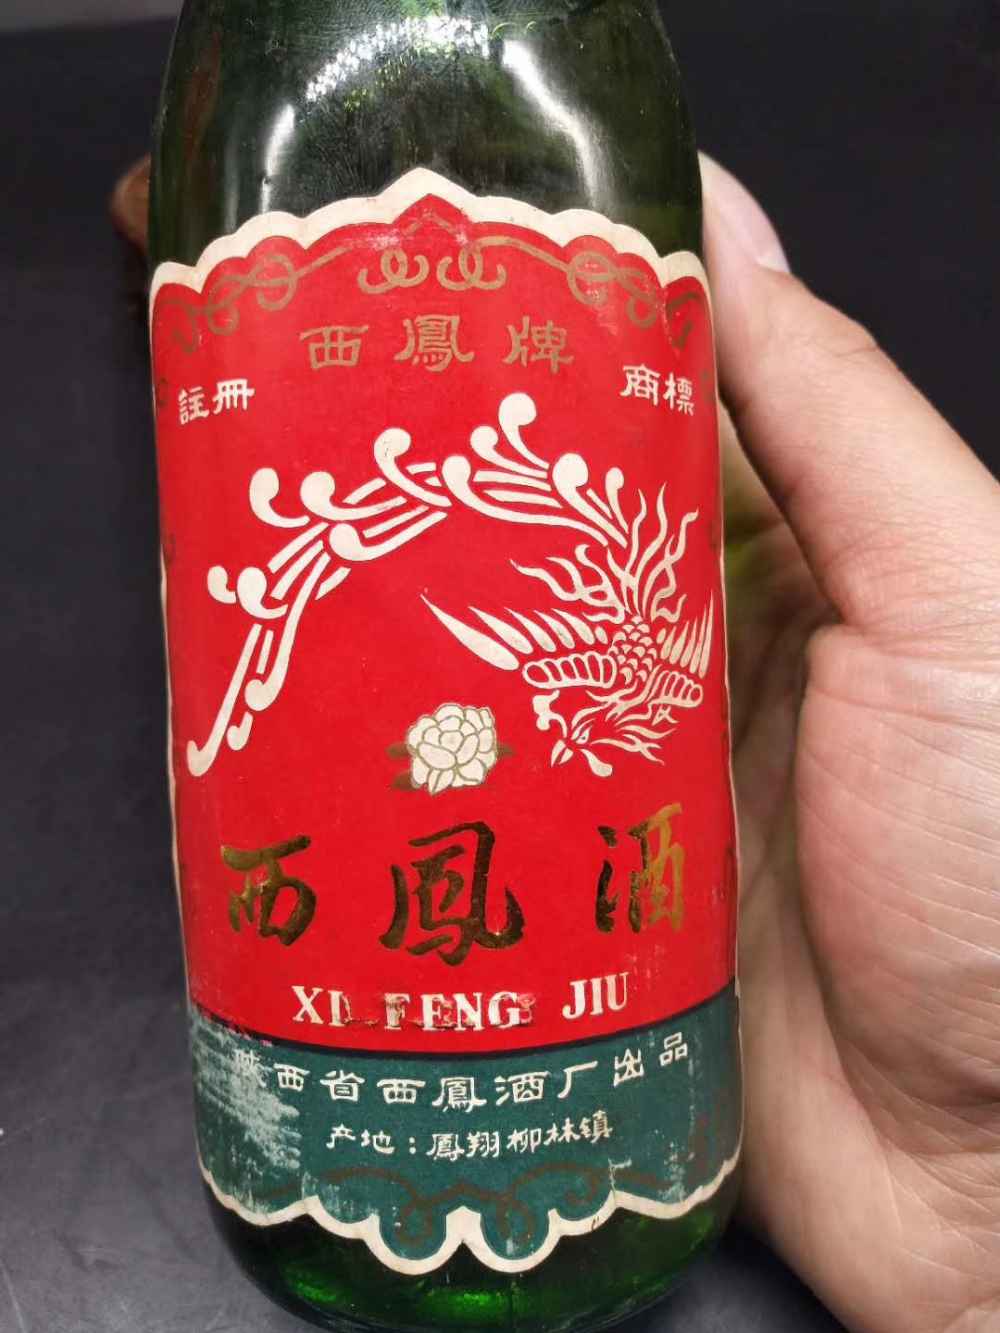 西鳳牌
註冊 商標
西鳳酒
XI FENG JIU
陕西省西鳳酒厂出品
产地：鳳翔柳林镇